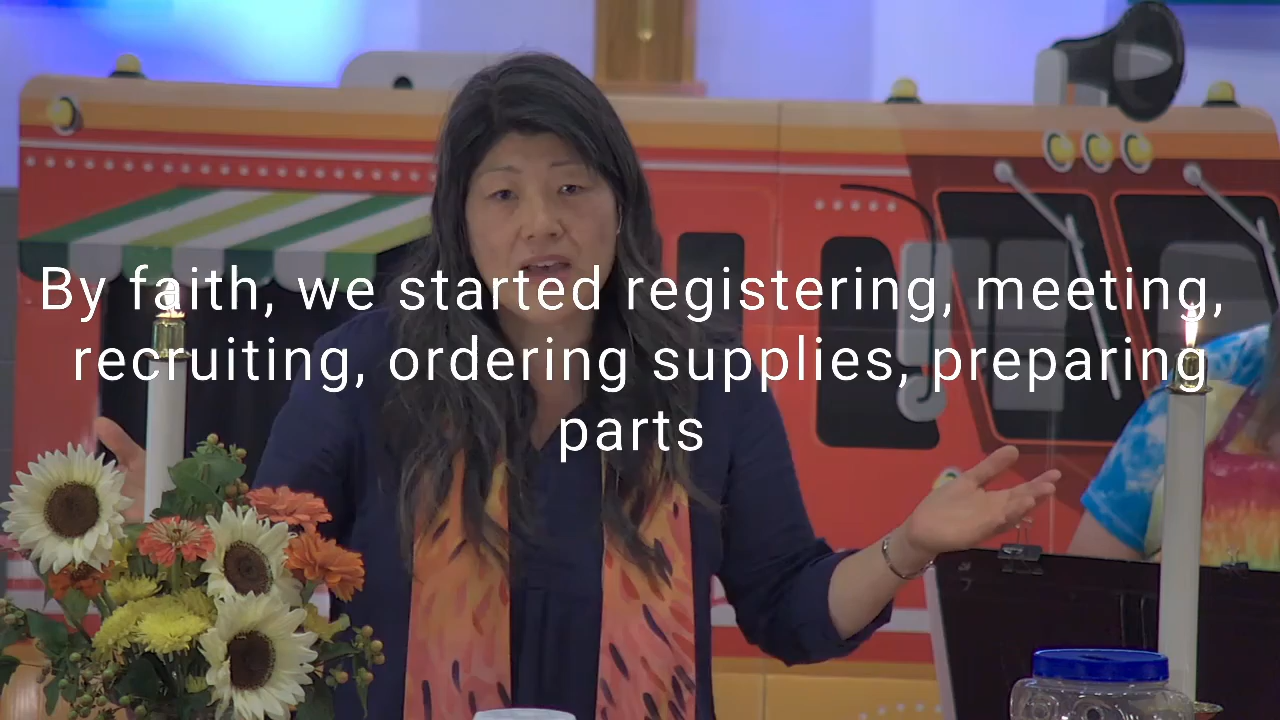 By faith, we started registering, meeting,
recruiting, ordering supplies, preparing
parts